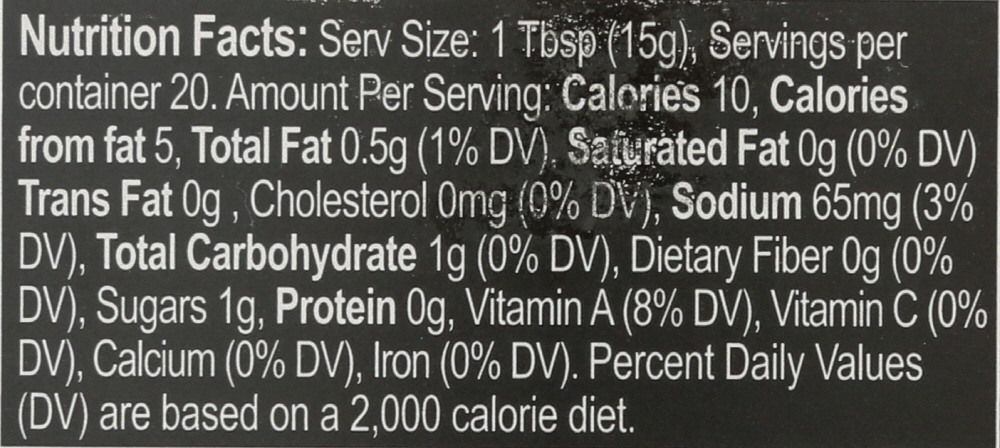 Nutrition Facts: Serv Size: 1 Tbsp (15g), Servings per
container 20. Amount Per Serving: Calories 10, Calories
from fat 5, Total Fat 0.5g (1% DV). Saturated Fat 0g (0% DV)
Trans Fat 0g , Cholesterol 0mg (0% DV), Sodium 65mg (3%
DV), Total Carbohydrate 1g (0% DV), Dietary Fiber 0g (0%
DV), Sugars 1g, Protein 0g, Vitamin A (8% DV), Vitamin C (0%
DV), Calcium (0% DV), Iron (0% DV). Percent Daily Values
(DV) are based on a 2,000 calorie diet.